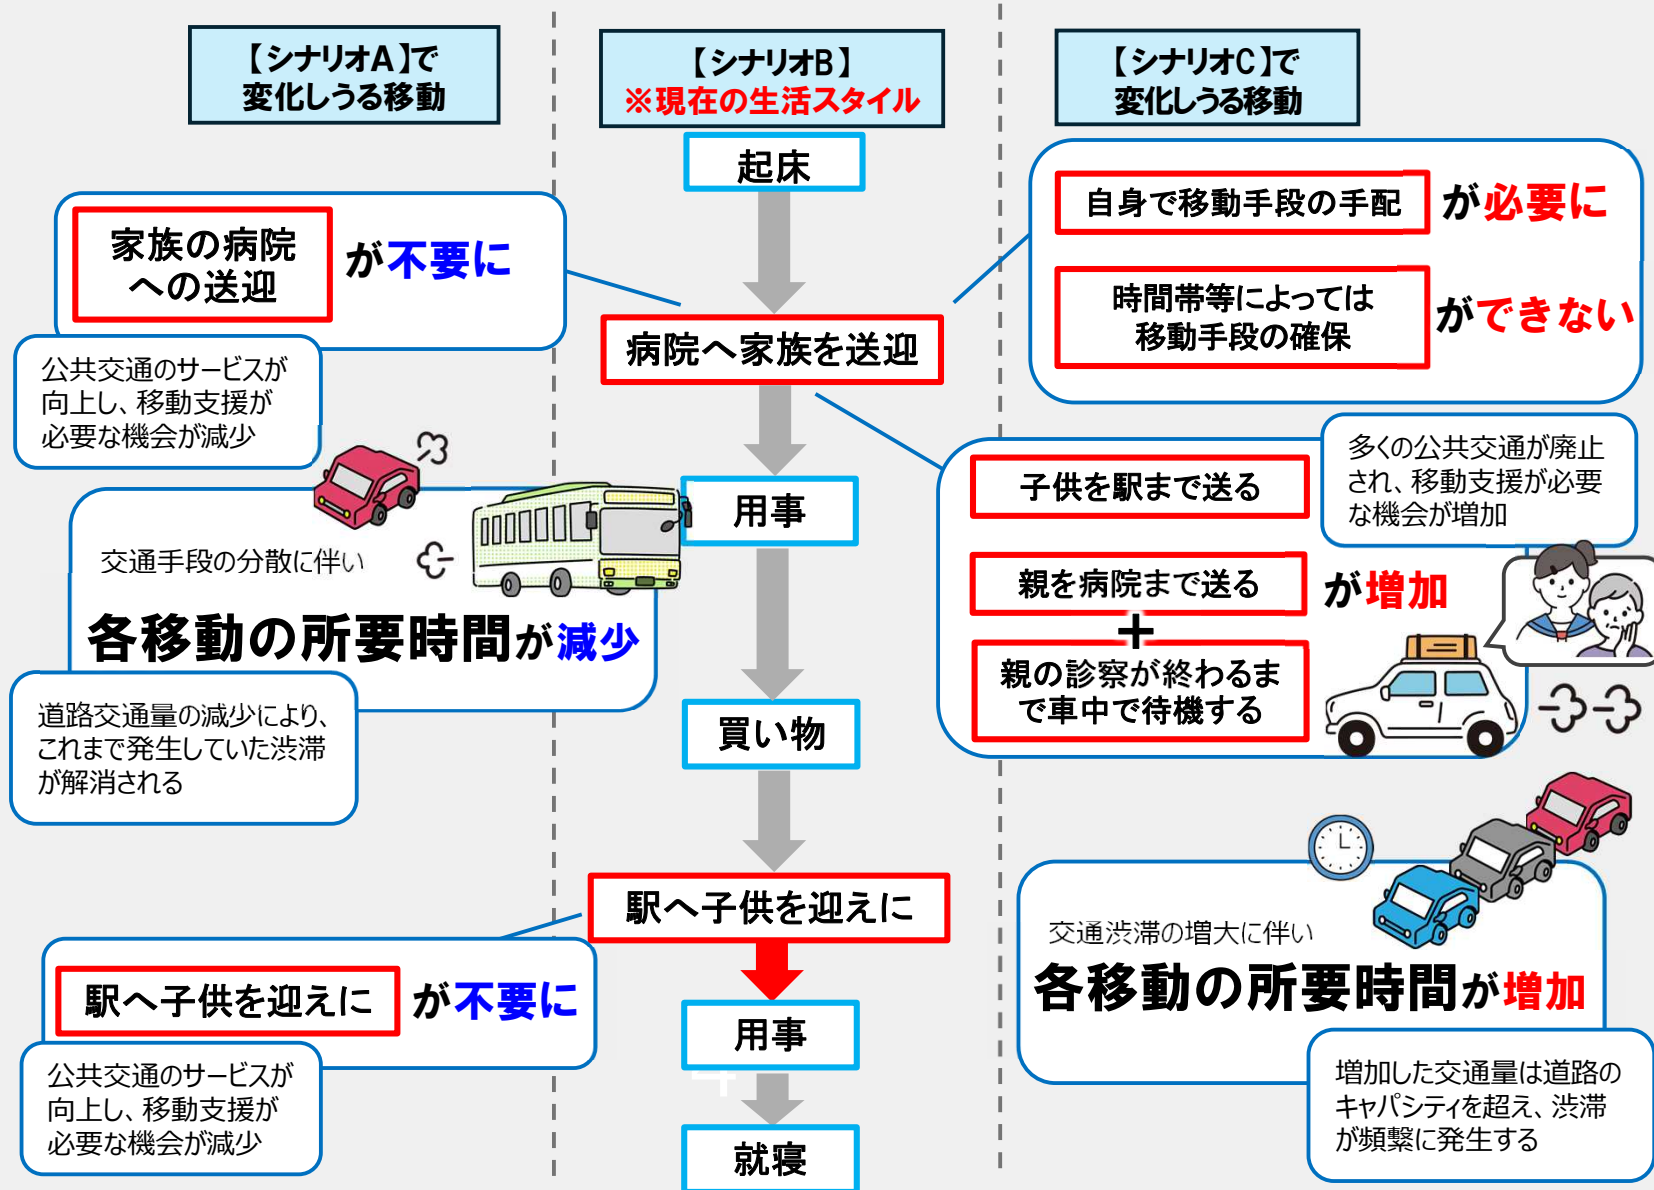 【シナリオA】で
変化しうる移動
家族の病院
への送迎
が不要に
公共交通のサービスが
向上し、移動支援が
必要な機会が減少
交通手段の分散に伴い
各移動の所要時間が減少
道路交通量の減少により、
これまで発生していた渋滞
が解消される
駅へ子供を迎えに
が不要に
公共交通のサービスが
向上し、移動支援が
必要な機会が減少
【シナリオB】
※現在の生活スタイル
起床
病院へ家族を送迎
用事
買い物
駅へ子供を迎えに
用事
就寝
【シナリオC】で
変化しうる移動
自身で移動手段の手配
が必要に
時間帯等によっては
移動手段の確保
ができない
多くの公共交通が廃止
され、移動支援が必要
な機会が増加
子供を駅まで送る
親を病院まで送る
が増加
＋
親の診察が終わるま
で車中で待機する
交通渋滞の増大に伴い
各移動の所要時間が増加
増加した交通量は道路の
キャパシティを超え、渋滞
が頻繫に発生する